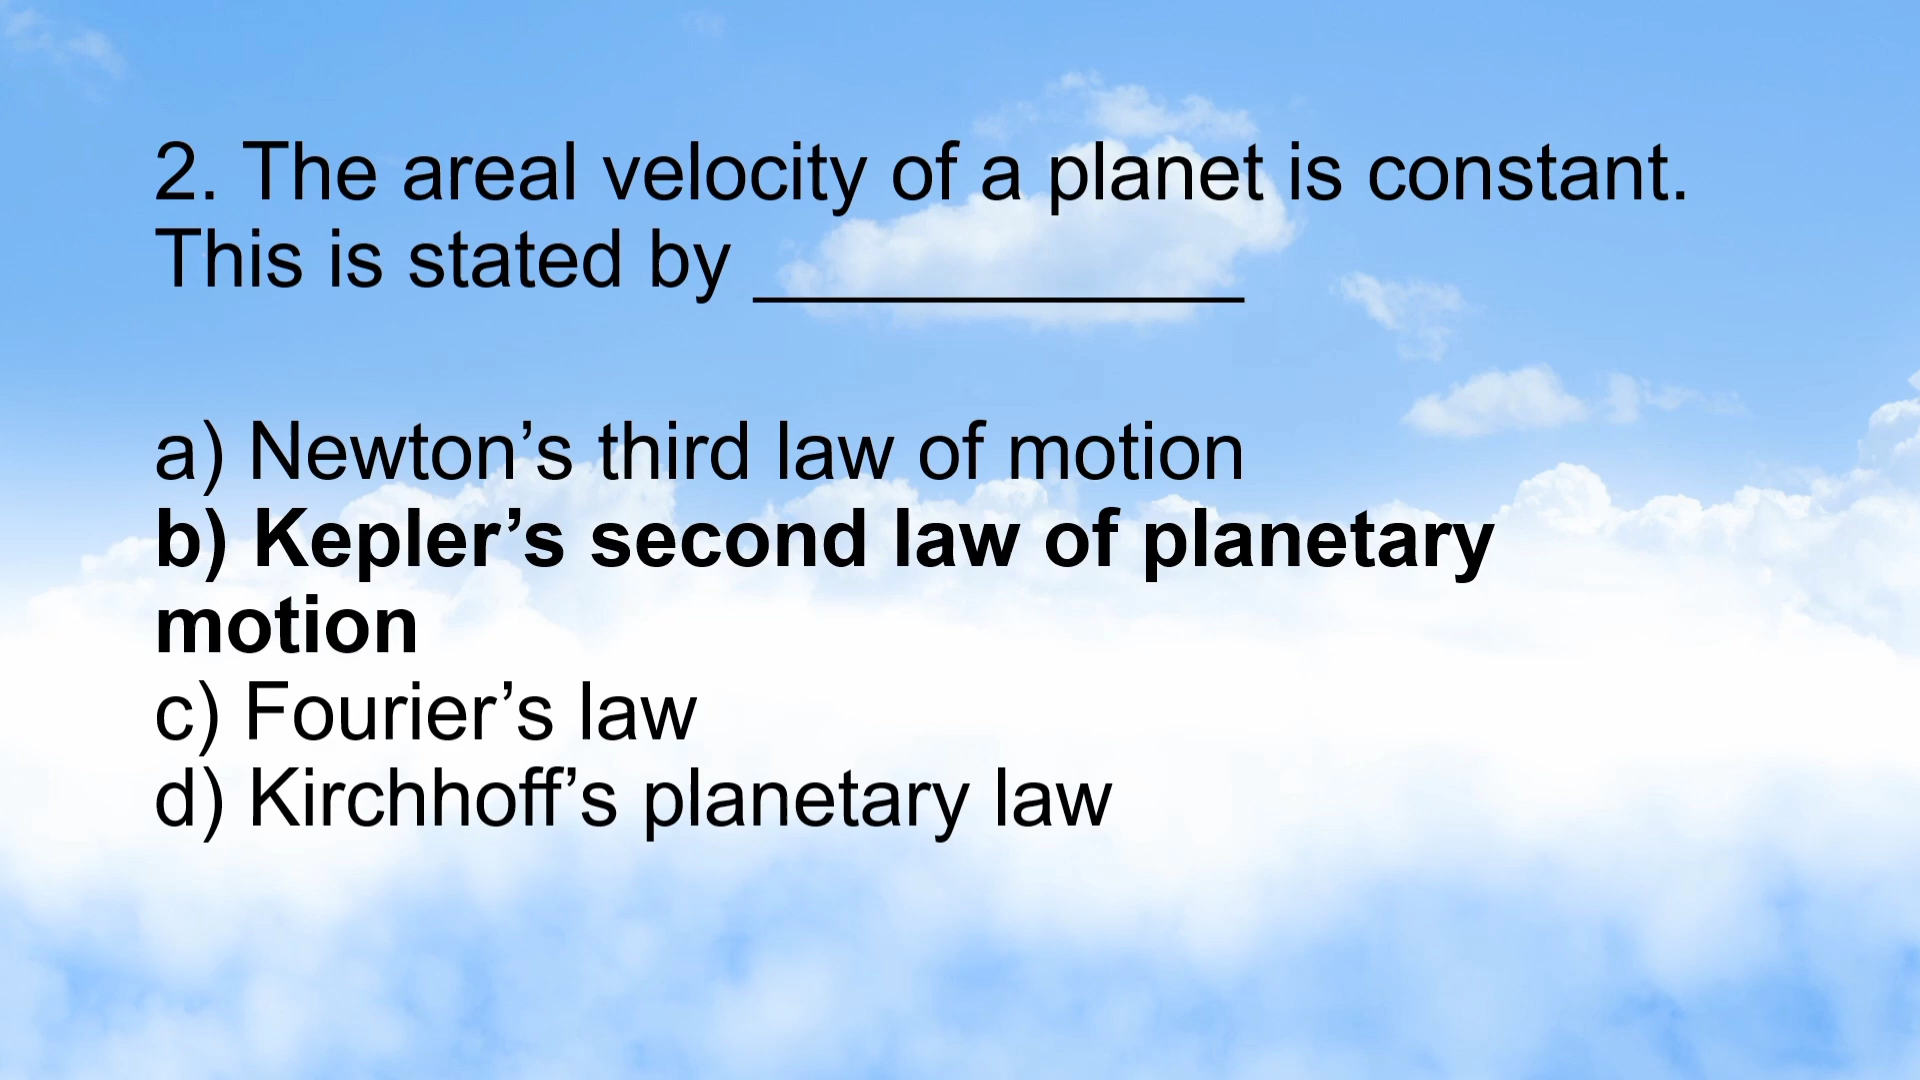 2. The areal velocity of a planet is constant.
This is stated by _____________
a) Newton’s third law of motion
b) Kepler’s second law of planetary
motion
c) Fourier’s law
d) Kirchhoff’s planetary law